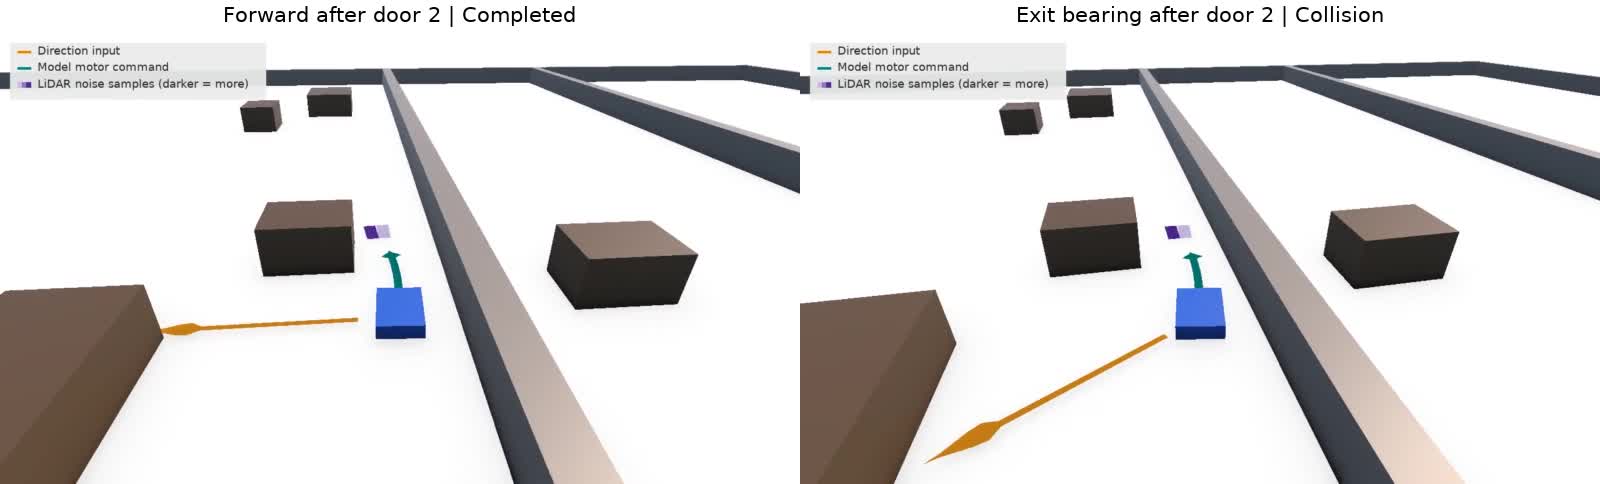 Forward after door 2 | Completed
Direction input
Model motor command
LiDAR noise samples (darker = more)
Exit bearing after door 2 | Collision
Direction input
Model motor command
LiDAR noise samples (darker = more)